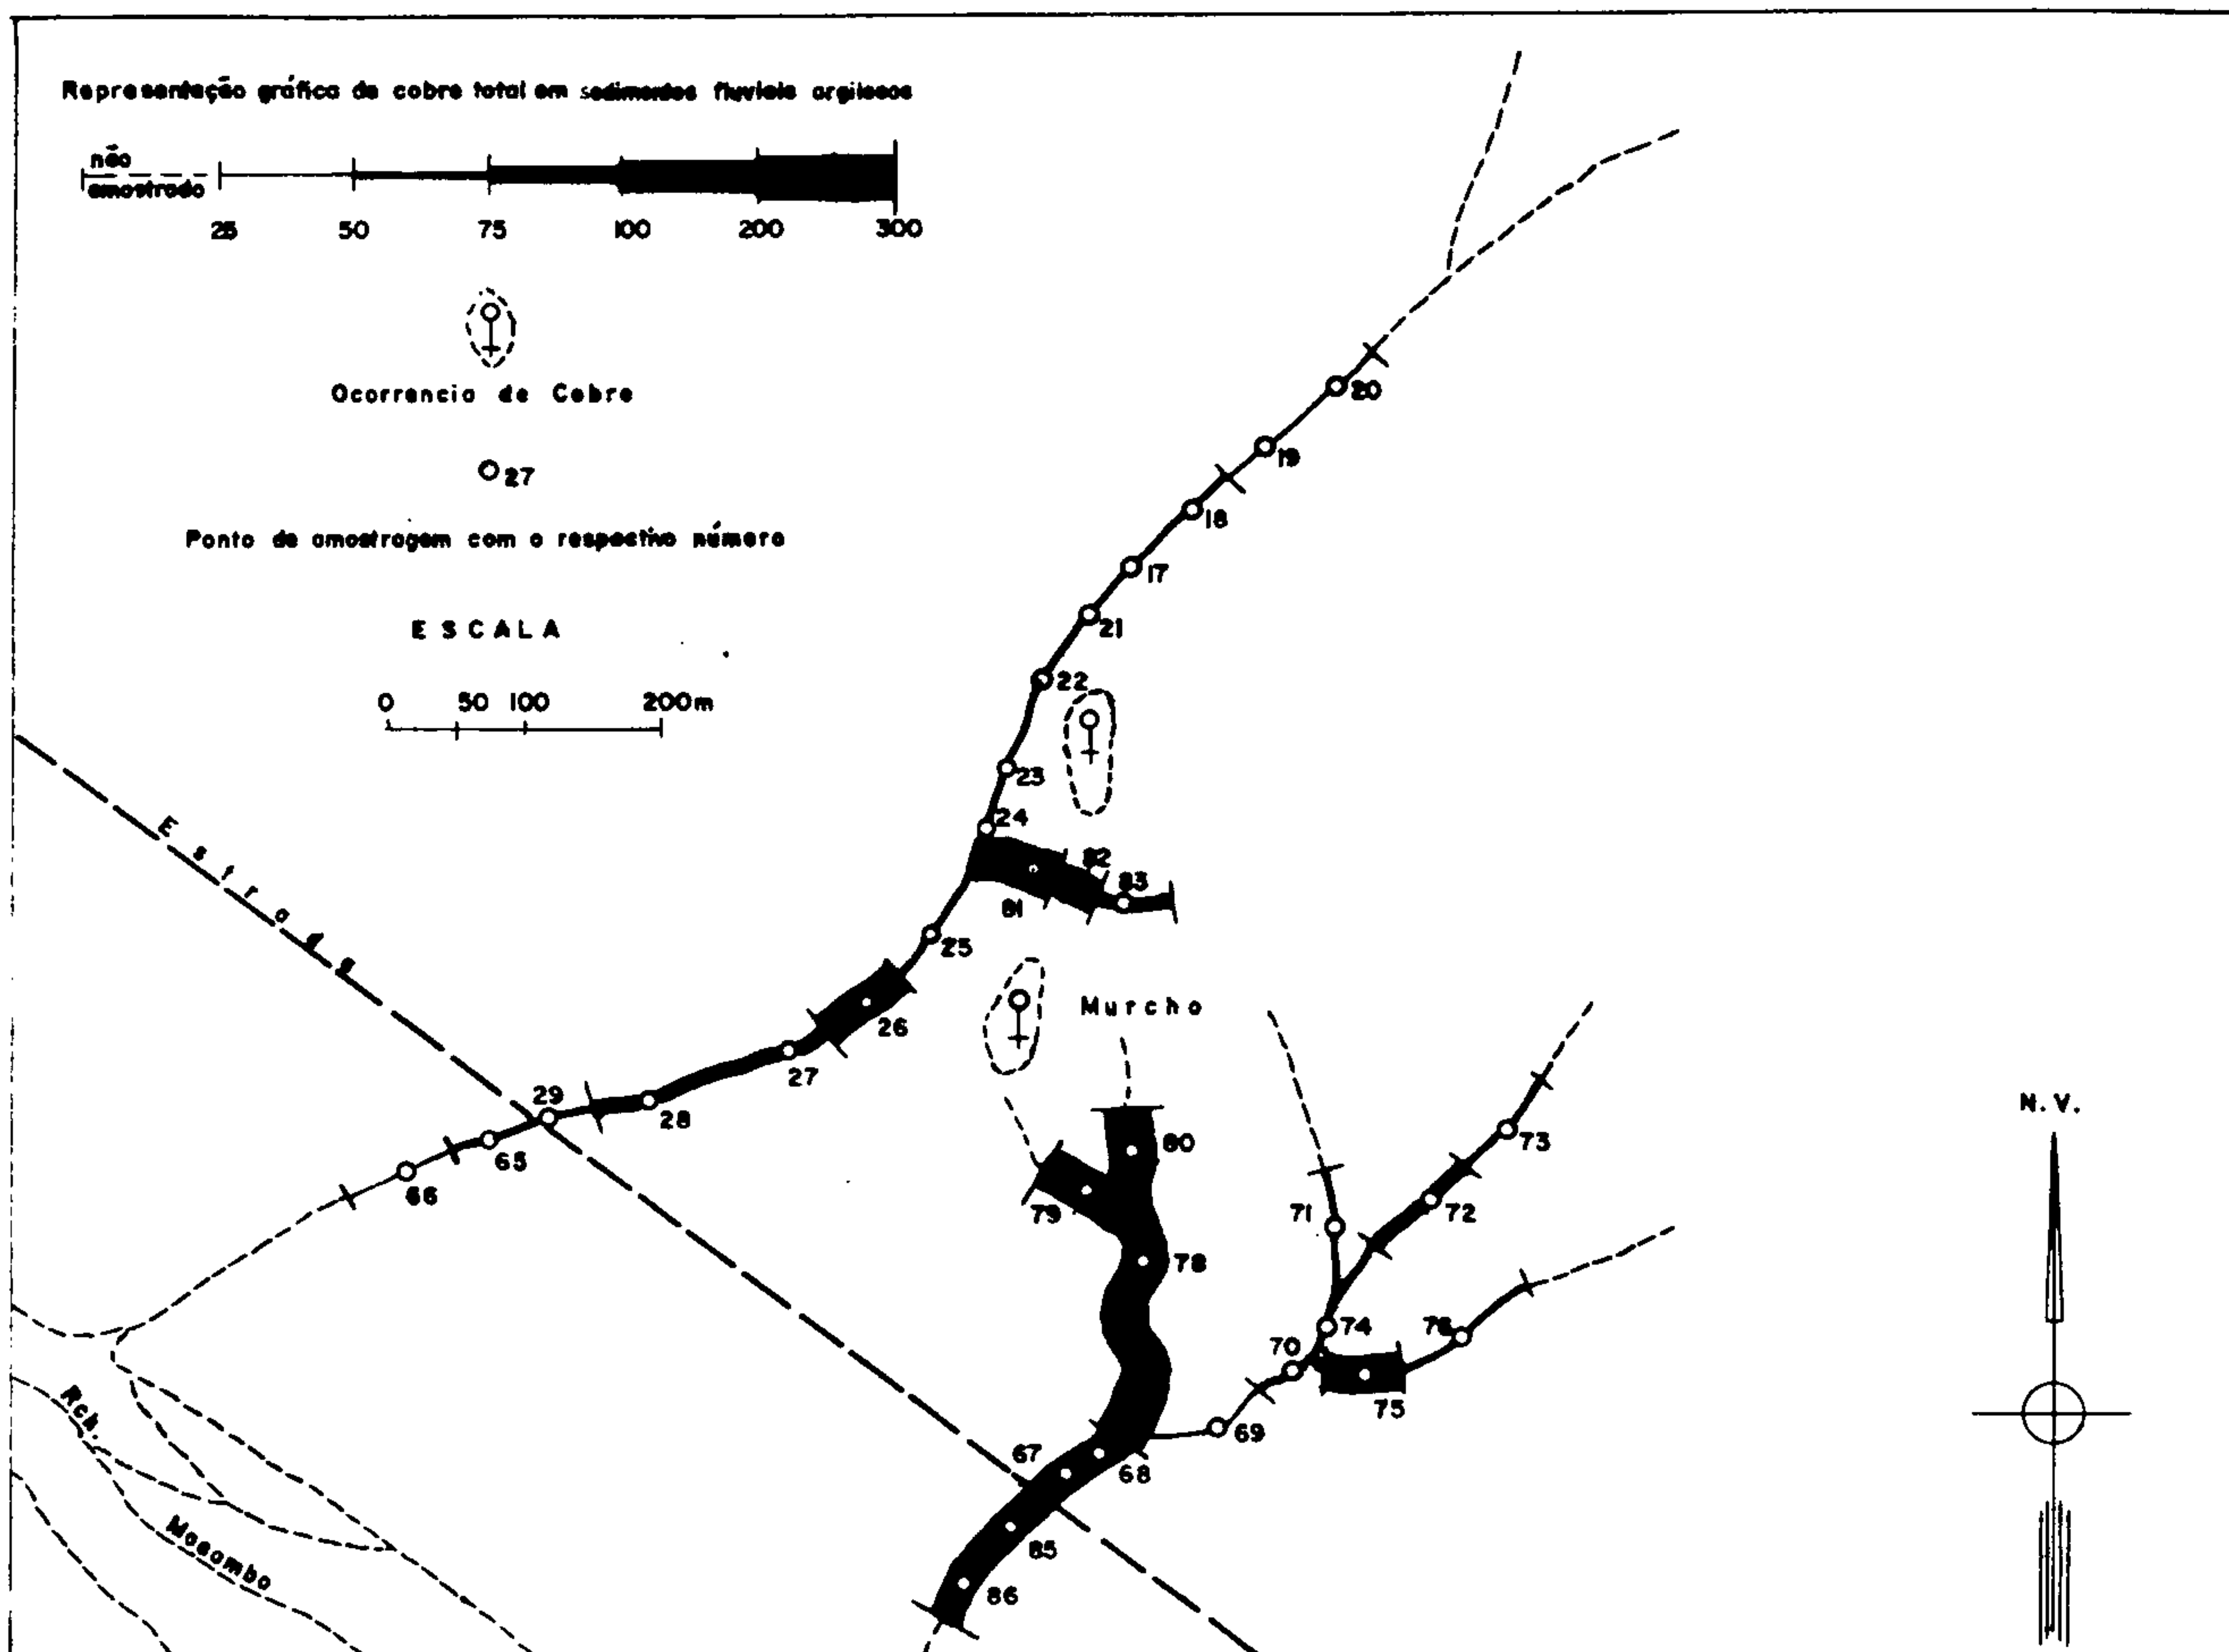 Representação gráfica de cobre total em sedimentos fluviais argilosos
não
amostrado
25 50 75 100 200 300
Ocorrencia de Cobre
27
Ponto de amostragem com o respectivo número
ESCALA
0 50 100 200m
20
19
18
17
21
22
23
24
82
83
81
25
Estrada
Murcho
26
27
29
28
65
66
N. V.
80
73
79
71
72
78
74
76
70
75
69
67
68
Rch.
Macambo
85
86